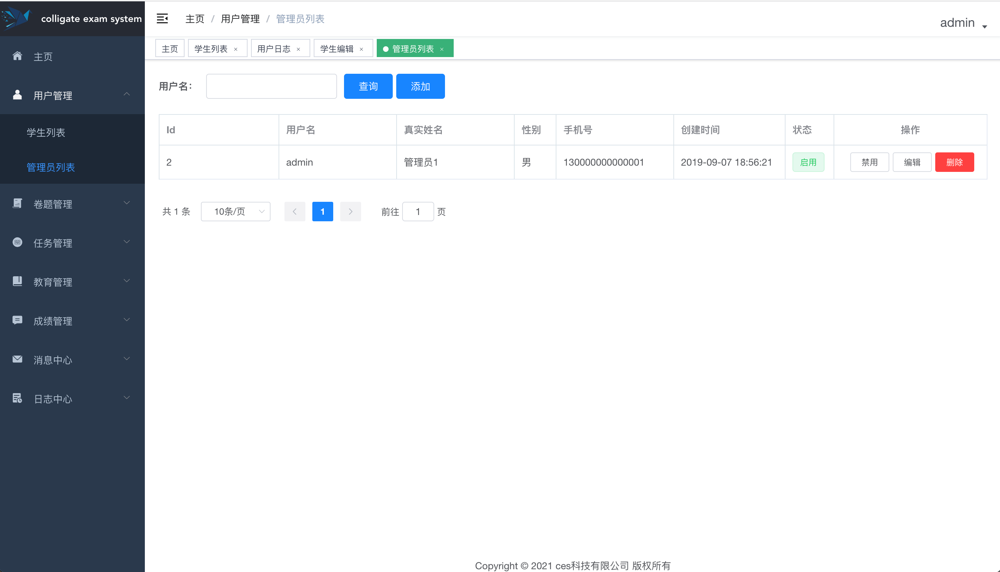 colligate exam system
主页 / 用户管理 / 管理员列表
admin
主页
学生列表 ×
用户日志 ×
学生编辑 ×
管理员列表 ×
主页
用户管理
学生列表
管理员列表
卷题管理
任务管理
教育管理
成绩管理
消息中心
日志中心
用户名： 查询 添加
Id 用户名 真实姓名 性别 手机号 创建时间 状态 操作
2 admin 管理员1 男 130000000000001 2019-09-07 18:56:21 启用 禁用 编辑 删除
共 1 条 10条/页 1 前往 1 页
Copyright © 2021 ces科技有限公司 版权所有